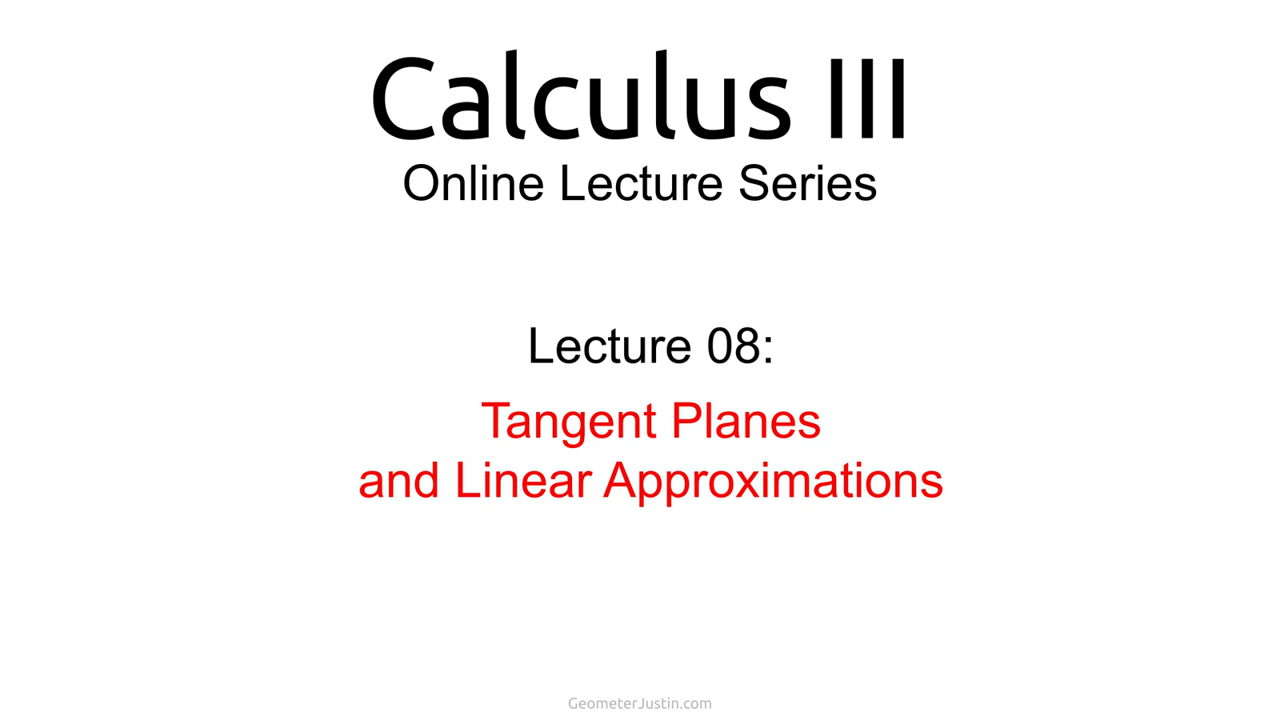 Calculus III
Online Lecture Series
Lecture 08:
Tangent Planes
and Linear Approximations
GeometerJustin.com